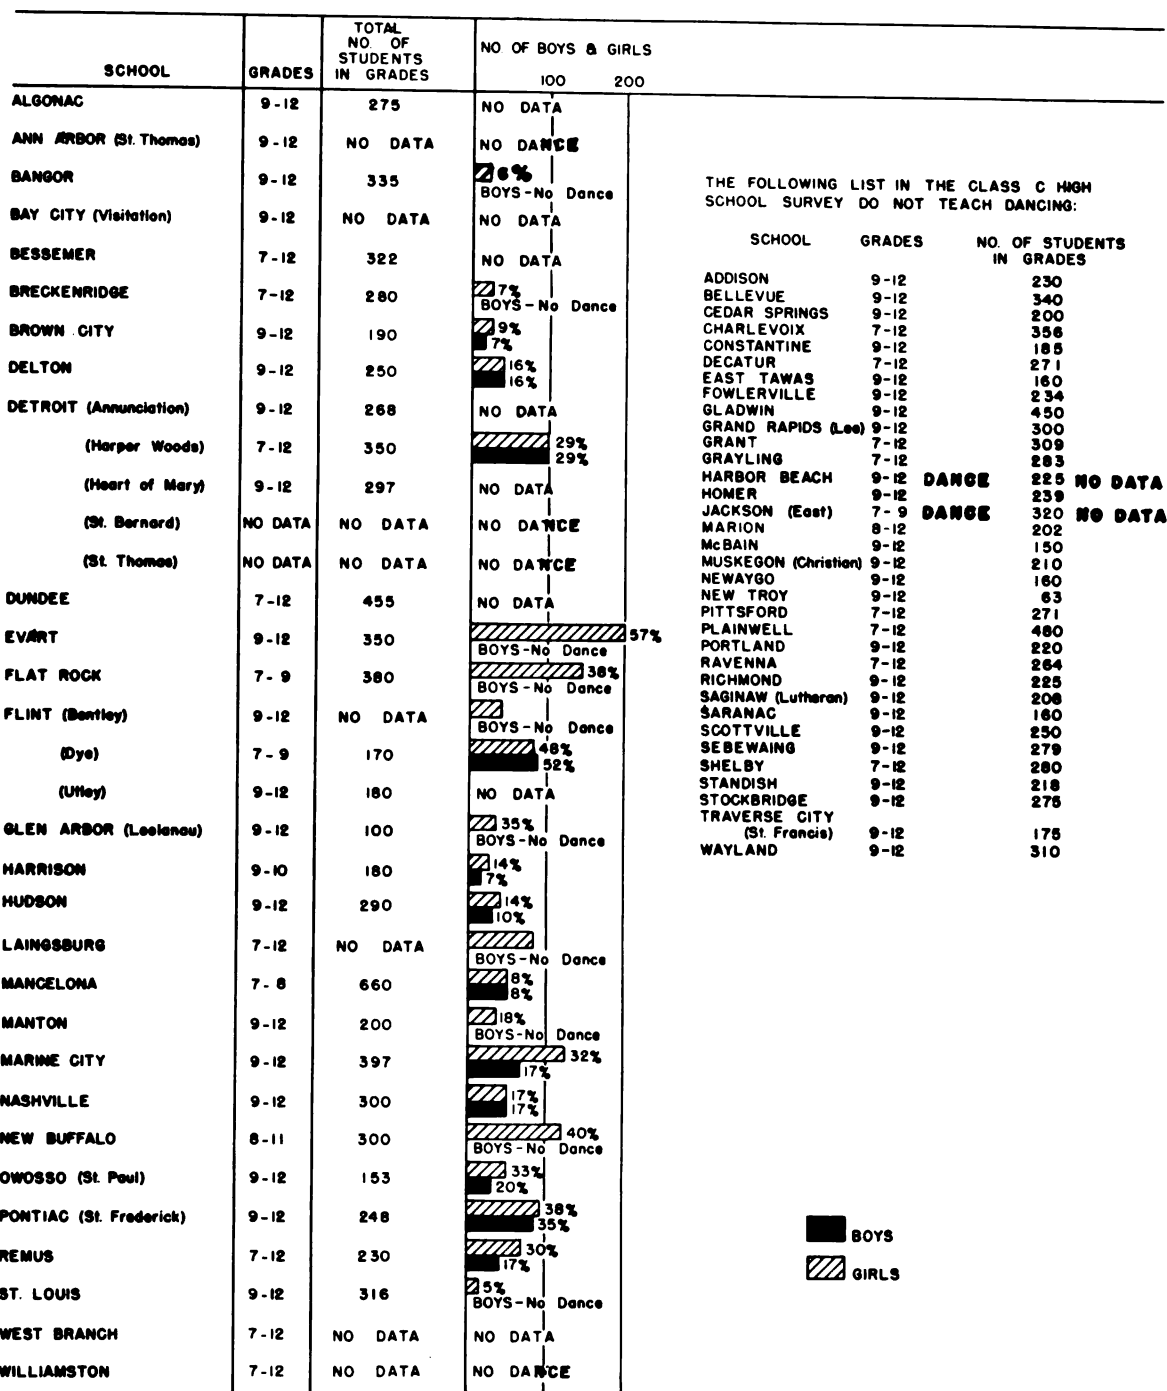 SCHOOL GRADES TOTAL NO. OF STUDENTS IN GRADES NO. OF BOYS & GIRLS
100 200
ALGONAC 9-12 275 NO DATA
ANN ARBOR (St. Thomas) 9-12 NO DATA NO DANCE
BANGOR 9-12 335 6%
BOYS-No Dance
BAY CITY (Visitation) 9-12 NO DATA NO DATA
BESSEMER 7-12 322 NO DATA
BRECKENRIDGE 7-12 280 7%
BOYS-No Dance
BROWN CITY 9-12 190 9%
7%
DELTON 9-12 250 16%
16%
DETROIT (Annunciation) 9-12 268 NO DATA
(Harper Woods) 7-12 350 29%
29%
(Heart of Mary) 9-12 297 NO DATA
(St. Bernard) NO DATA NO DATA NO DANCE
(St. Thomas) NO DATA NO DATA NO DANCE
DUNDEE 7-12 455 NO DATA
EVART 9-12 350 57%
BOYS-No Dance
FLAT ROCK 7-9 380 38%
BOYS-No Dance
FLINT (Bentley) 9-12 NO DATA
BOYS-No Dance
(Dye) 7-9 170 48%
52%
(Utley) 9-12 180 NO DATA
GLEN ARBOR (Leelanau) 9-12 100 35%
BOYS-No Dance
HARRISON 9-10 180 14%
7%
HUDSON 9-12 290 14%
10%
LAINGSBURG 7-12 NO DATA
BOYS-No Dance
MANCELONA 7-8 660 8%
8%
MANTON 9-12 200 18%
BOYS-No Dance
MARINE CITY 9-12 397 32%
17%
NASHVILLE 9-12 300 17%
17%
NEW BUFFALO 8-11 300 40%
BOYS-No Dance
OWOSSO (St. Paul) 9-12 153 33%
20%
PONTIAC (St. Frederick) 9-12 248 38%
35%
REMUS 7-12 230 30%
17%
ST. LOUIS 9-12 316 5%
BOYS-No Dance
WEST BRANCH 7-12 NO DATA NO DATA
WILLIAMSTON 7-12 NO DATA NO DANCE
THE FOLLOWING LIST IN THE CLASS C HIGH
SCHOOL SURVEY DO NOT TEACH DANCING:
SCHOOL GRADES NO. OF STUDENTS
IN GRADES
ADDISON 9-12 230
BELLEVUE 9-12 340
CEDAR SPRINGS 9-12 200
CHARLEVOIX 7-12 356
CONSTANTINE 9-12 185
DECATUR 7-12 271
EAST TAWAS 9-12 160
FOWLERVILLE 9-12 234
GLADWIN 9-12 450
GRAND RAPIDS (Lee) 9-12 300
GRANT 7-12 309
GRAYLING 7-12 283
HARBOR BEACH 9-12 DANCE 225 NO DATA
HOMER 9-12 239
JACKSON (East) 7-9 DANCE 320 NO DATA
MARION 8-12 202
McBAIN 9-12 150
MUSKEGON (Christian) 9-12 210
NEWAYGO 9-12 160
NEW TROY 9-12 63
PITTSFORD 7-12 271
PLAINWELL 7-12 480
PORTLAND 9-12 220
RAVENNA 7-12 264
RICHMOND 9-12 225
SAGINAW (Lutheran) 9-12 208
SARANAC 9-12 160
SCOTTVILLE 9-12 250
SEBEWAING 9-12 279
SHELBY 7-12 280
STANDISH 9-12 218
STOCKBRIDGE 9-12 275
TRAVERSE CITY
(St. Francis) 9-12 175
WAYLAND 9-12 310
BOYS
GIRLS